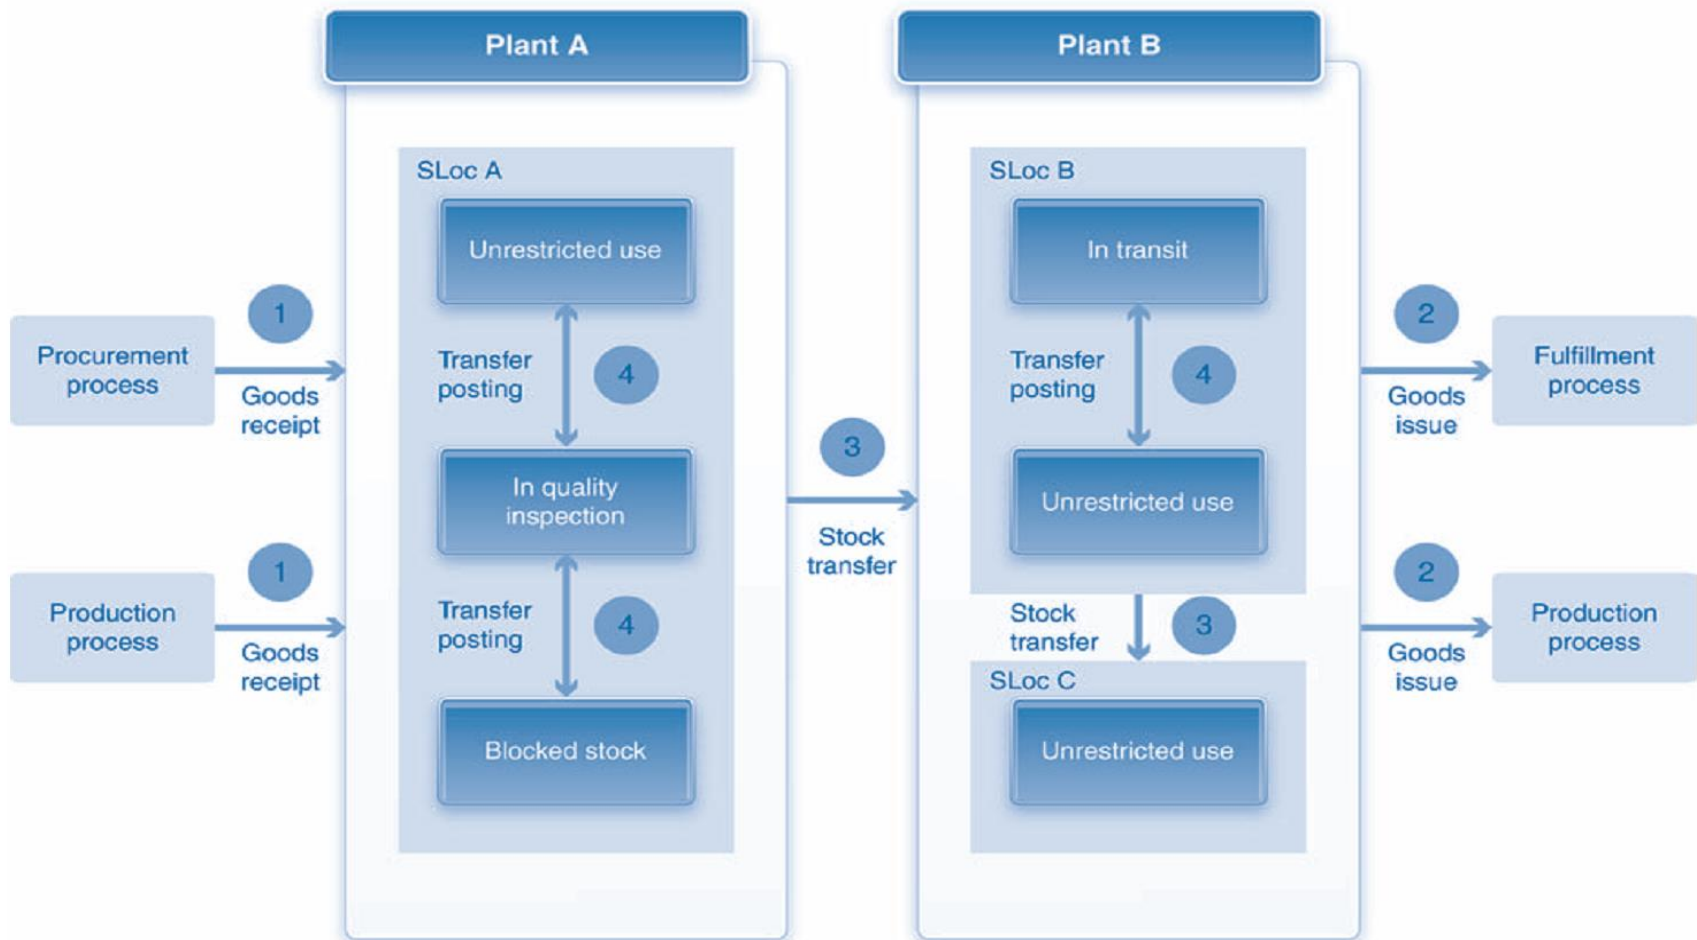 Plant A
Plant B
SLoc A
Unrestricted use
SLoc B
In transit
1
Procurement
process
Goods
receipt
Transfer
posting
4
Transfer
posting
4
2
Goods
issue
Fulfillment
process
In quality
inspection
3
Stock
transfer
Unrestricted use
1
Production
process
Goods
receipt
Transfer
posting
4
Stock
transfer
3
2
Goods
issue
Production
process
Blocked stock
SLoc C
Unrestricted use